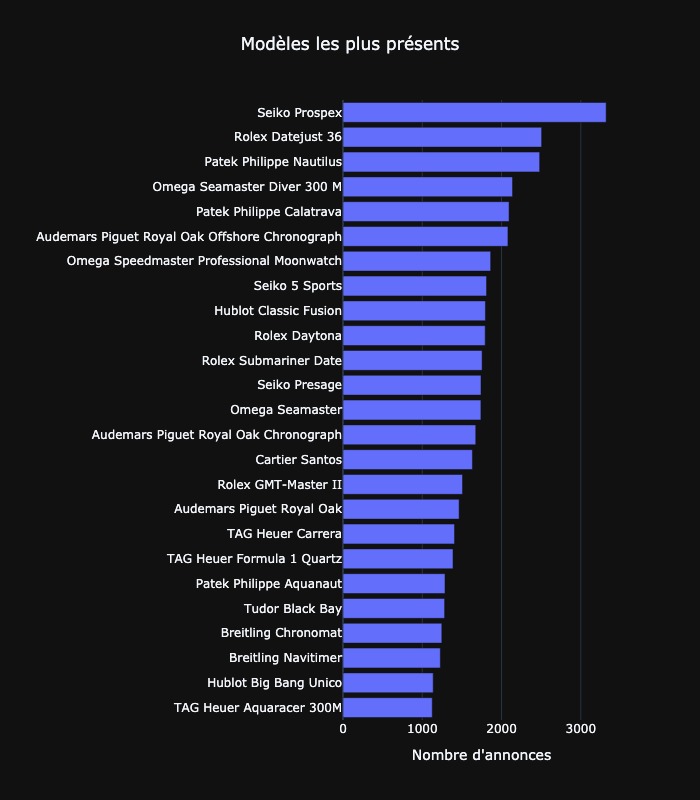 Modèles les plus présents
Seiko Prospex
Rolex Datejust 36
Patek Philippe Nautilus
Omega Seamaster Diver 300 M
Patek Philippe Calatrava
Audemars Piguet Royal Oak Offshore Chronograph
Omega Speedmaster Professional Moonwatch
Seiko 5 Sports
Hublot Classic Fusion
Rolex Daytona
Rolex Submariner Date
Seiko Presage
Omega Seamaster
Audemars Piguet Royal Oak Chronograph
Cartier Santos
Rolex GMT-Master II
Audemars Piguet Royal Oak
TAG Heuer Carrera
TAG Heuer Formula 1 Quartz
Patek Philippe Aquanaut
Tudor Black Bay
Breitling Chronomat
Breitling Navitimer
Hublot Big Bang Unico
TAG Heuer Aquaracer 300M
0 1000 2000 3000
Nombre d'annonces